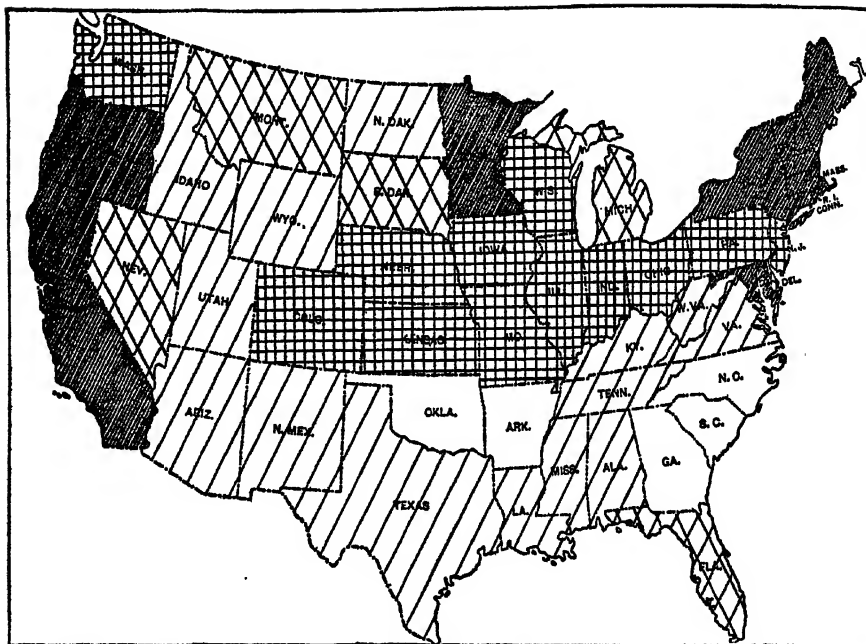 WASH.
MONT.
N. DAK.
IDAHO
S. DAK.
WIS.
MICH
WYO.
NEV.
UTAH
COLO.
NEBR.
IOWA
ILL.
IND.
OHIO
PA.
MASS.
R. I.
CONN.
N. J.
DEL.
W. VA.
VA.
KANSAS
MO.
KY.
TENN.
N. C.
S. C.
ARIZ.
N. MEX.
OKLA.
ARK.
MISS.
ALA.
GA.
TEXAS
LA.
FLA.